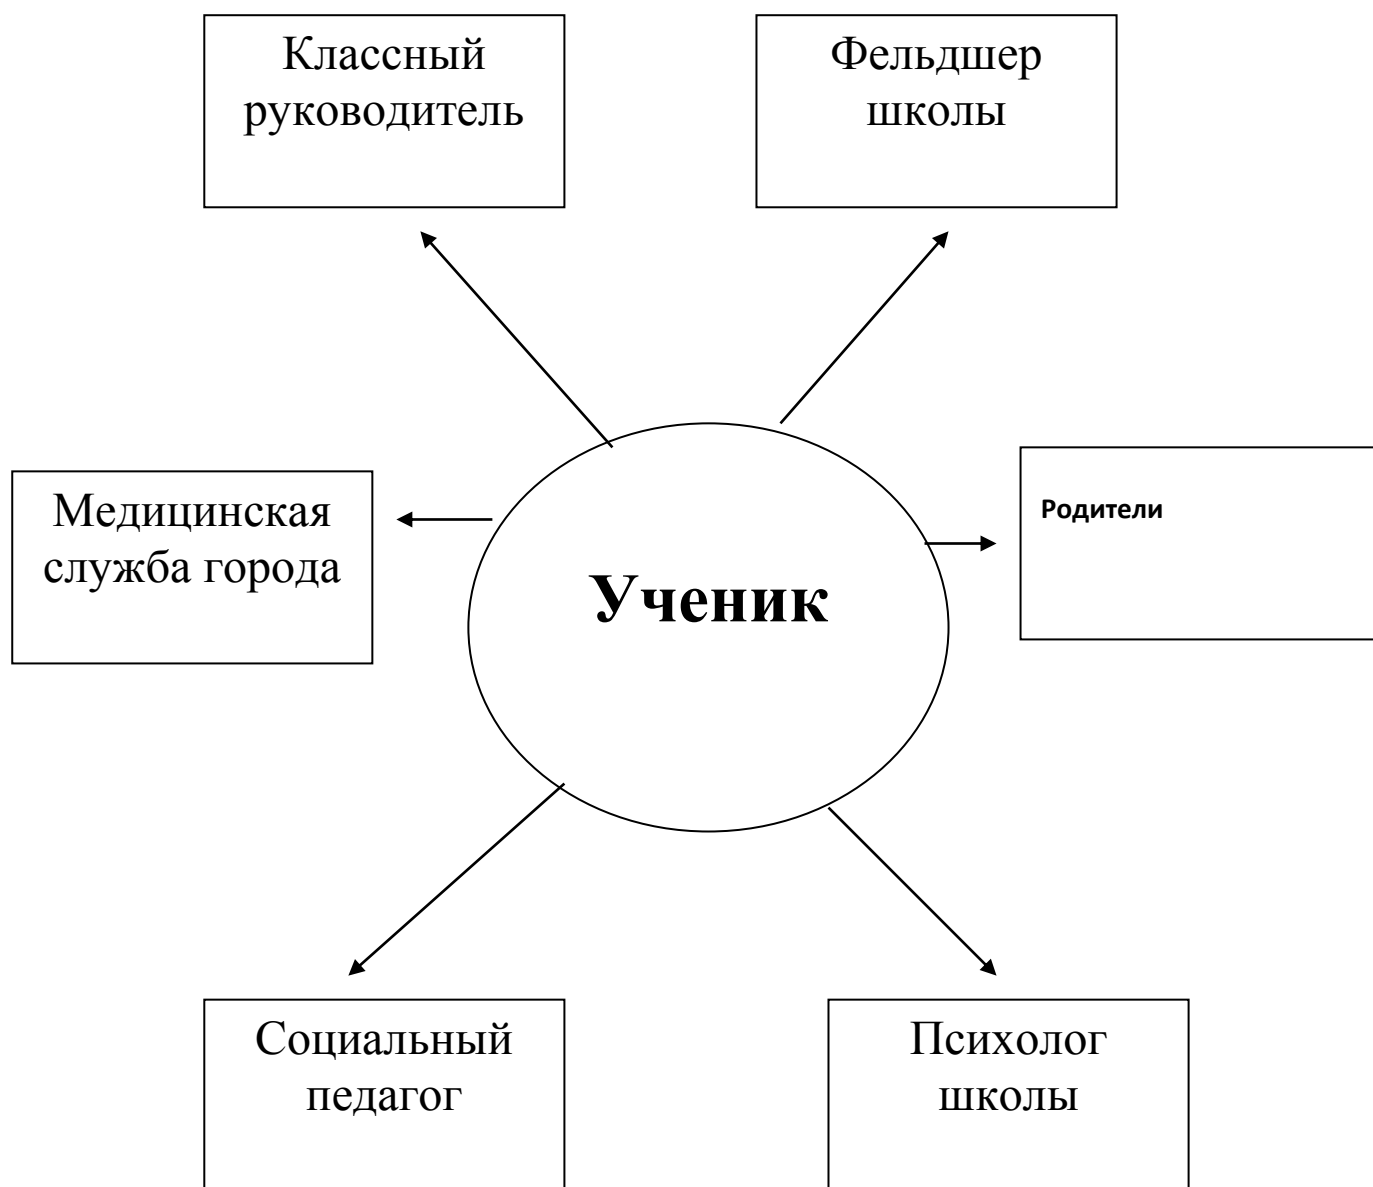 Классный
руководитель
Фельдшер
школы
Медицинская
служба города
Родители
Ученик
Социальный
педагог
Психолог
школы